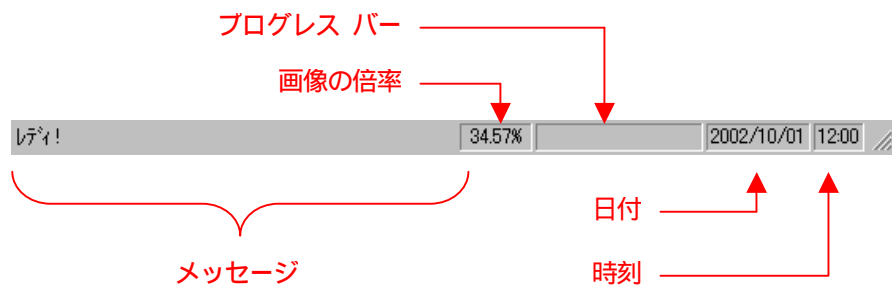 プログレス バー
画像の倍率
ﾚﾃﾞｨ! 34.57% 2002/10/01 12:00
日付
メッセージ
時刻